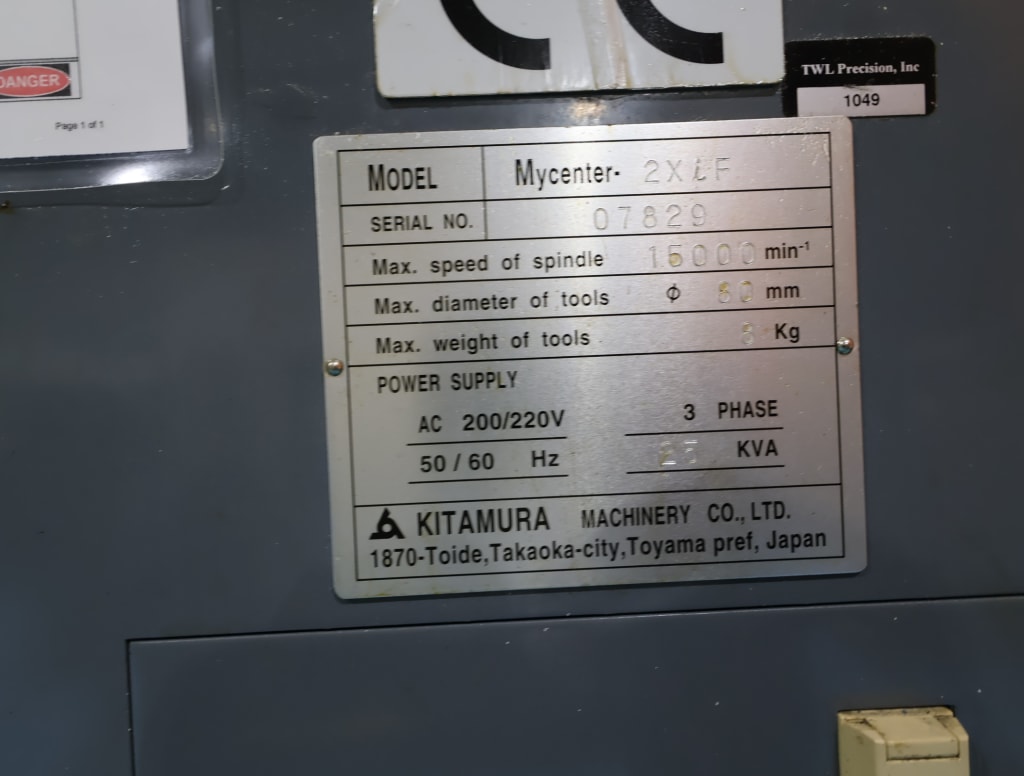 DANGER
Page 1 of 1
CE
TWL Precision, Inc
1049
MODEL Mycenter- 2XiF
SERIAL NO. 07829
Max. speed of spindle 15000 min⁻¹
Max. diameter of tools ϕ mm
Max. weight of tools Kg
POWER SUPPLY
AC 200/220V 3 PHASE
50 / 60 Hz KVA
KITAMURA MACHINERY CO., LTD.
1870-Toide,Takaoka-city,Toyama pref, Japan